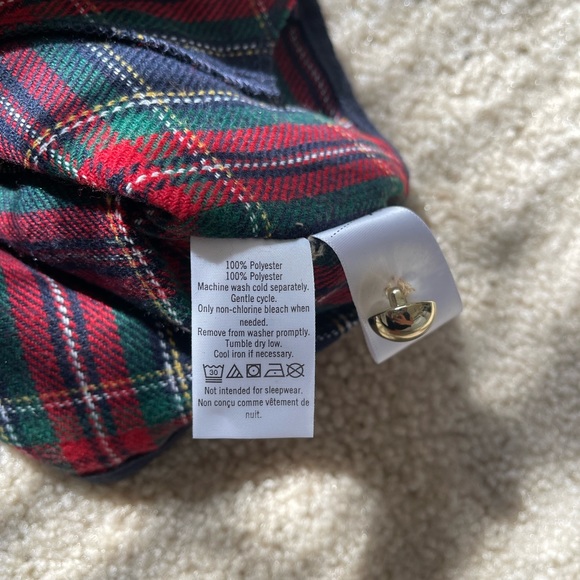 100% Polyester
100% Polyester
Machine wash cold separately.
Gentle cycle.
Only non-chlorine bleach when
needed.
Remove from washer promptly.
Tumble dry low.
Cool iron if necessary.
30
Not intended for sleepwear.
Non conçu comme vêtement de
nuit.